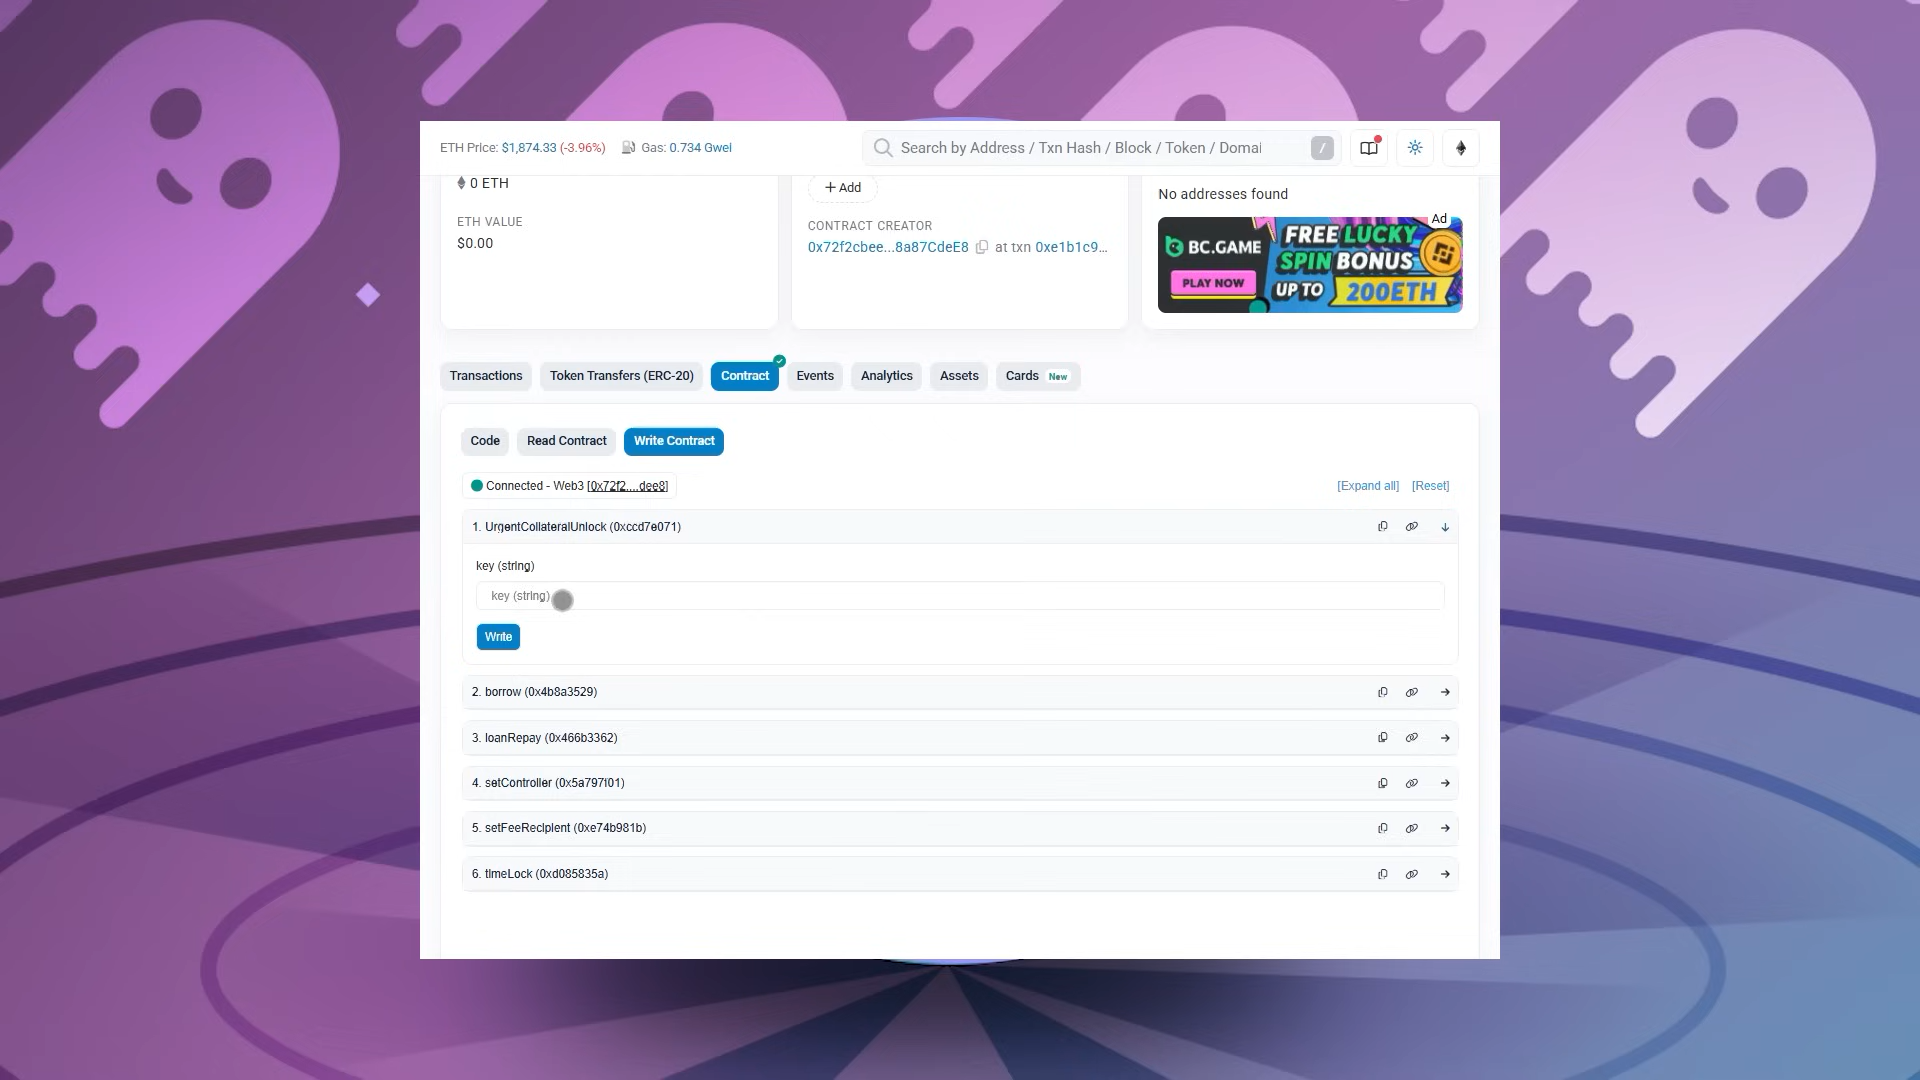 ETH Price: $1,874.33 (-3.96%) Gas: 0.734 Gwei
Search by Address / Txn Hash / Block / Token / Domai /
0 ETH
ETH VALUE
$0.00
+ Add
CONTRACT CREATOR
0x72f2cbee...8a87CdeE8 at txn 0xe1b1c9...
No addresses found
Ad
BC.GAME
PLAY NOW
FREE LUCKY
SPIN BONUS
UP TO 200ETH
Transactions Token Transfers (ERC-20) Contract Events Analytics Assets Cards New
Code Read Contract Write Contract
Connected - Web3 [0x72f2....dee8] [Expand all] [Reset]
1. UrgentCollateralUnlock (0xccd7e071)
key (string)
key (string)
Write
2. borrow (0x4b8a3529)
3. loanRepay (0x466b3362)
4. setController (0x5a797f01)
5. setFeeRecipient (0xe74b981b)
6. timeLock (0xd085835a)